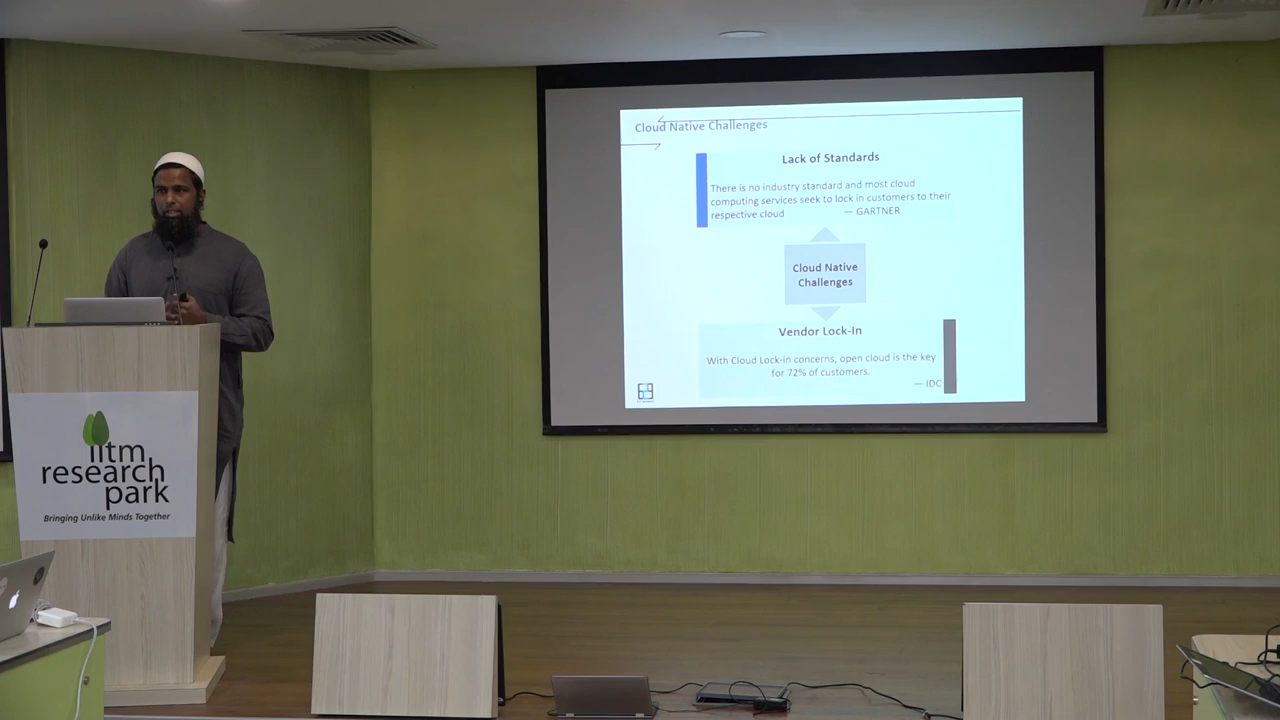 Cloud Native Challenges
Lack of Standards
There is no industry standard and most cloud
computing services seek to lock in customers to their
respective cloud — GARTNER
Cloud Native
Challenges
Vendor Lock-In
With Cloud Lock-in concerns, open cloud is the key
for 72% of customers.
— IDC
iitm
research
park
Bringing Unlike Minds Together